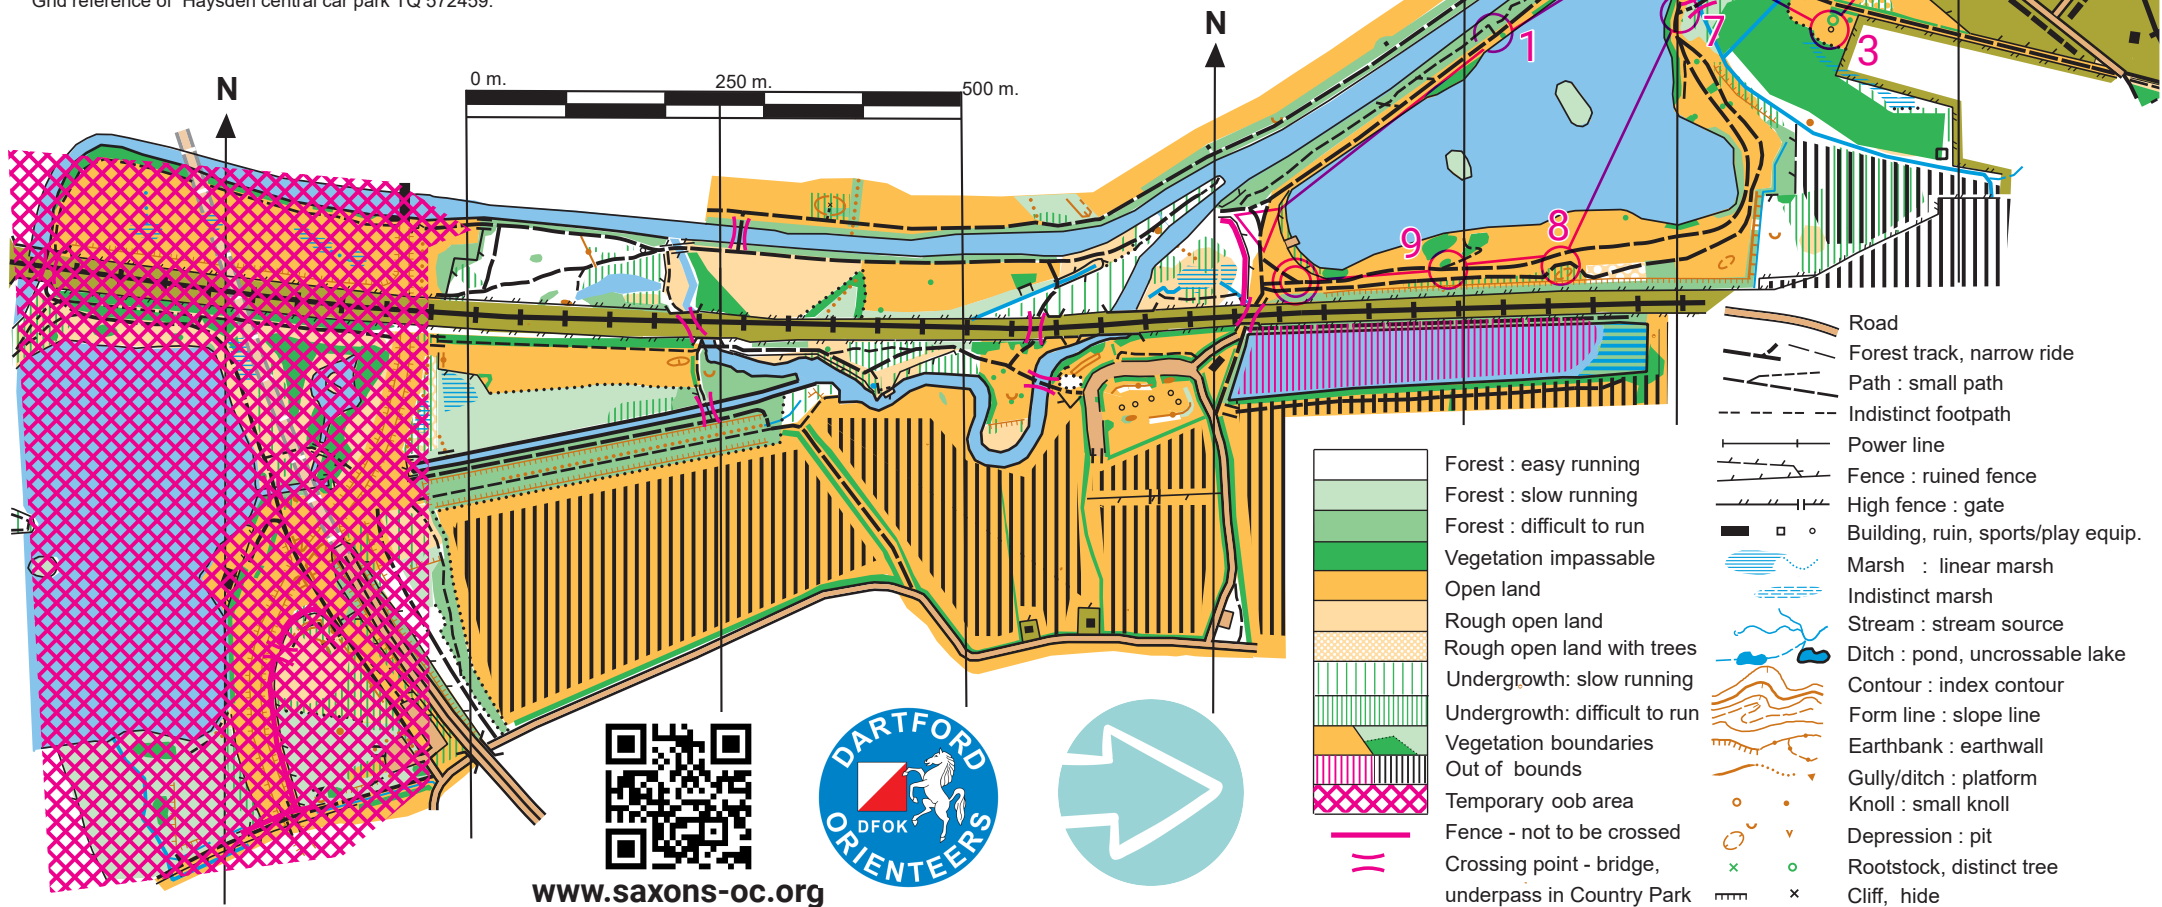 Grid reference of Haysden central car park TQ 572459.
N
N
0 m.
250 m.
500 m.
1
7
3
9
8
Road
Forest track, narrow ride
Path : small path
Indistinct footpath
Power line
Fence : ruined fence
High fence : gate
Building, ruin, sports/play equip.
Marsh : linear marsh
Indistinct marsh
Stream : stream source
Ditch : pond, uncrossable lake
Contour : index contour
Form line : slope line
Earthbank : earthwall
Gully/ditch : platform
Knoll : small knoll
Depression : pit
Rootstock, distinct tree
Cliff, hide
Forest : easy running
Forest : slow running
Forest : difficult to run
Vegetation impassable
Open land
Rough open land
Rough open land with trees
Undergrowth: slow running
Undergrowth: difficult to run
Vegetation boundaries
Out of bounds
Temporary oob area
Fence - not to be crossed
Crossing point - bridge,
underpass in Country Park
DARTFORD
DFOK
ORIENTEERS
www.saxons-oc.org